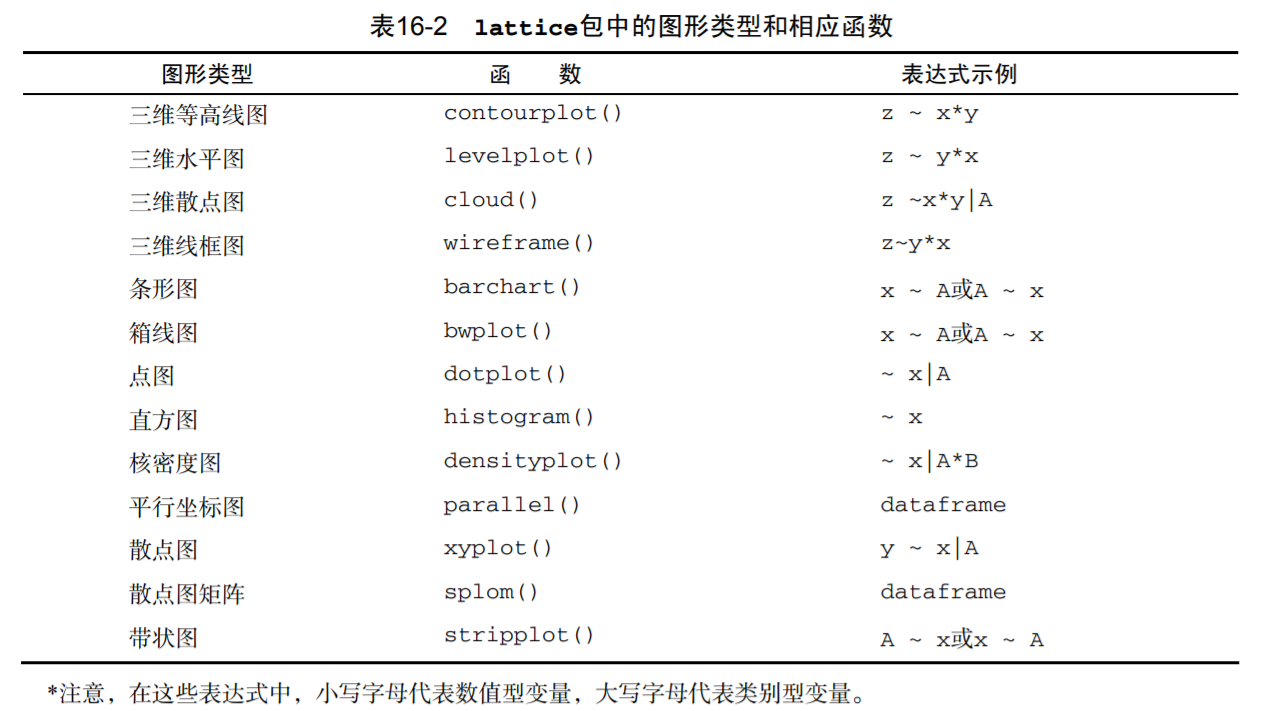 表16-2 lattice包中的图形类型和相应函数
图形类型 函 数 表达式示例
三维等高线图 contourplot() z ~ x*y
三维水平图 levelplot() z ~ y*x
三维散点图 cloud() z ~x*y|A
三维线框图 wireframe() z~y*x
条形图 barchart() x ~ A或A ~ x
箱线图 bwplot() x ~ A或A ~ x
点图 dotplot() ~ x|A
直方图 histogram() ~ x
核密度图 densityplot() ~ x|A*B
平行坐标图 parallel() dataframe
散点图 xyplot() y ~ x|A
散点图矩阵 splom() dataframe
带状图 stripplot() A ~ x或x ~ A
*注意，在这些表达式中，小写字母代表数值型变量，大写字母代表类别型变量。